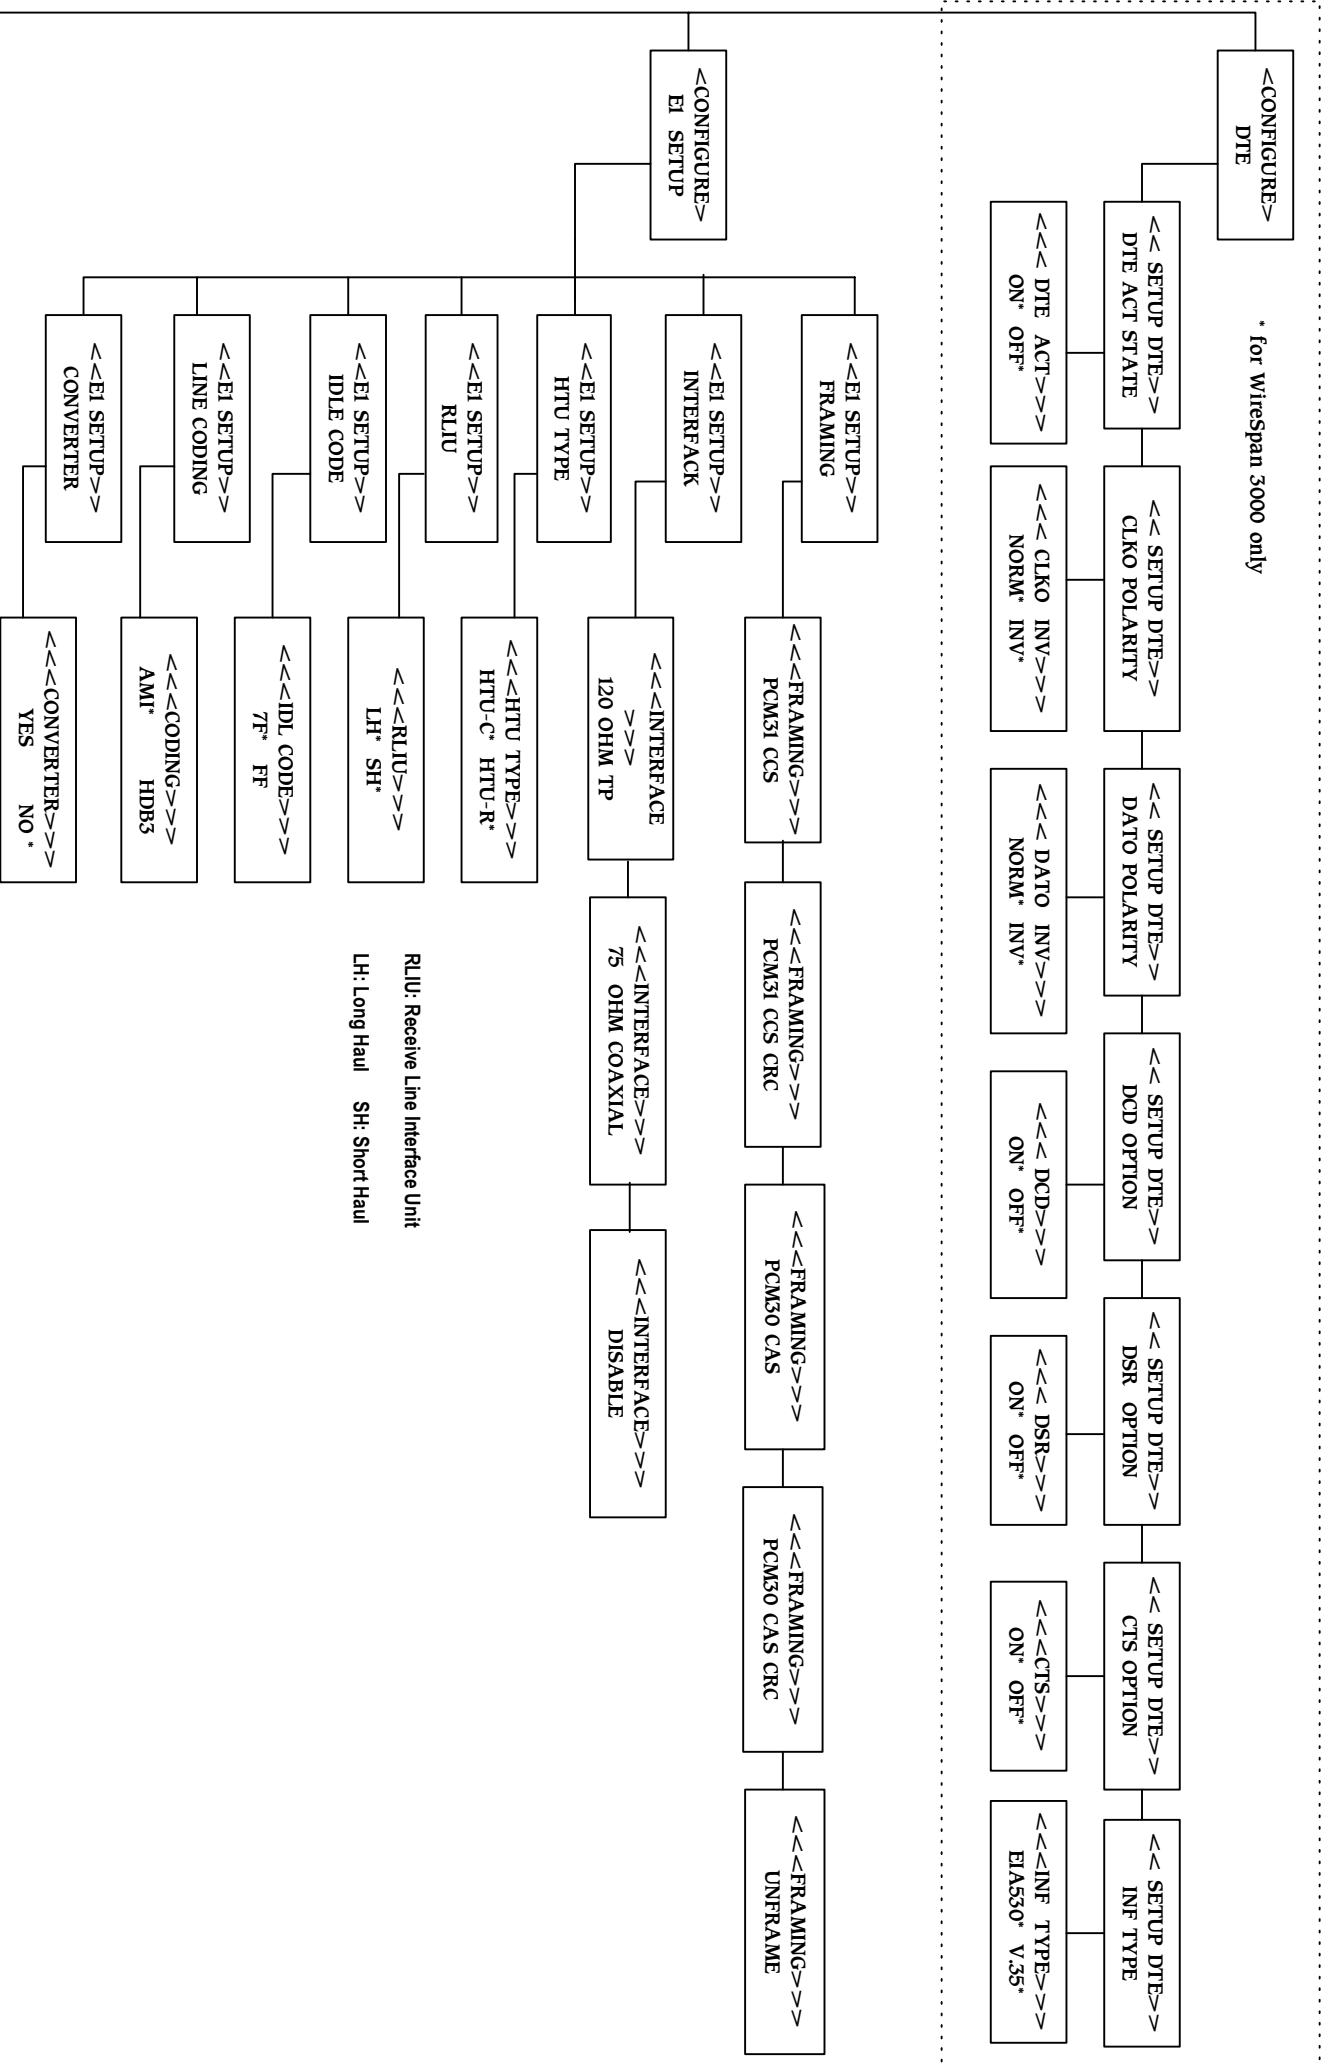 <CONFIGURE>
DTE
* for WireSpan 3000 only
<< SETUP DTE>>
DTE ACT STATE
<< SETUP DTE>>
CLKO POLARITY
<< SETUP DTE>>
DATO POLARITY
<< SETUP DTE>>
DCD OPTION
<< SETUP DTE>>
DSR OPTION
<< SETUP DTE>>
CTS OPTION
<< SETUP DTE>>
INF TYPE
<<< DTE ACT>>>
ON* OFF*
<<< CLKO INV>>>
NORM* INV*
<<< DATO INV>>>
NORM* INV*
<<< DCD>>>
ON* OFF*
<<< DSR>>>
ON* OFF*
<<<CTS>>>
ON* OFF*
<<<INF TYPE>>>
EIA530* V.35*
<CONFIGURE>
E1 SETUP
<<E1 SETUP>>
FRAMING
<<<FRAMING>>>
PCM31 CCS
<<<FRAMING>>>
PCM31 CCS CRC
<<<FRAMING>>>
PCM30 CAS
<<<FRAMING>>>
PCM30 CAS CRC
<<<FRAMING>>>
UNFRAME
<<E1 SETUP>>
INTERFACK
<<<INTERFACE
>>>
120 OHM TP
<<<INTERFACE>>>
75 OHM COAXIAL
<<<INTERFACE>>>
DISABLE
<<E1 SETUP>>
HTU TYPE
<<<HTU TYPE>>>
HTU-C* HTU-R*
<<E1 SETUP>>
RLIU
<<<RLIU>>>
LH* SH*
RLIU: Receive Line Interface Unit
LH: Long Haul SH: Short Haul
<<E1 SETUP>>
IDLE CODE
<<<IDL CODE>>>
7F* FF
<<E1 SETUP>>
LINE CODING
<<<CODING>>>
AMI* HDB3
<<E1 SETUP>>
CONVERTER
<<<CONVERTER>>>
YES NO *